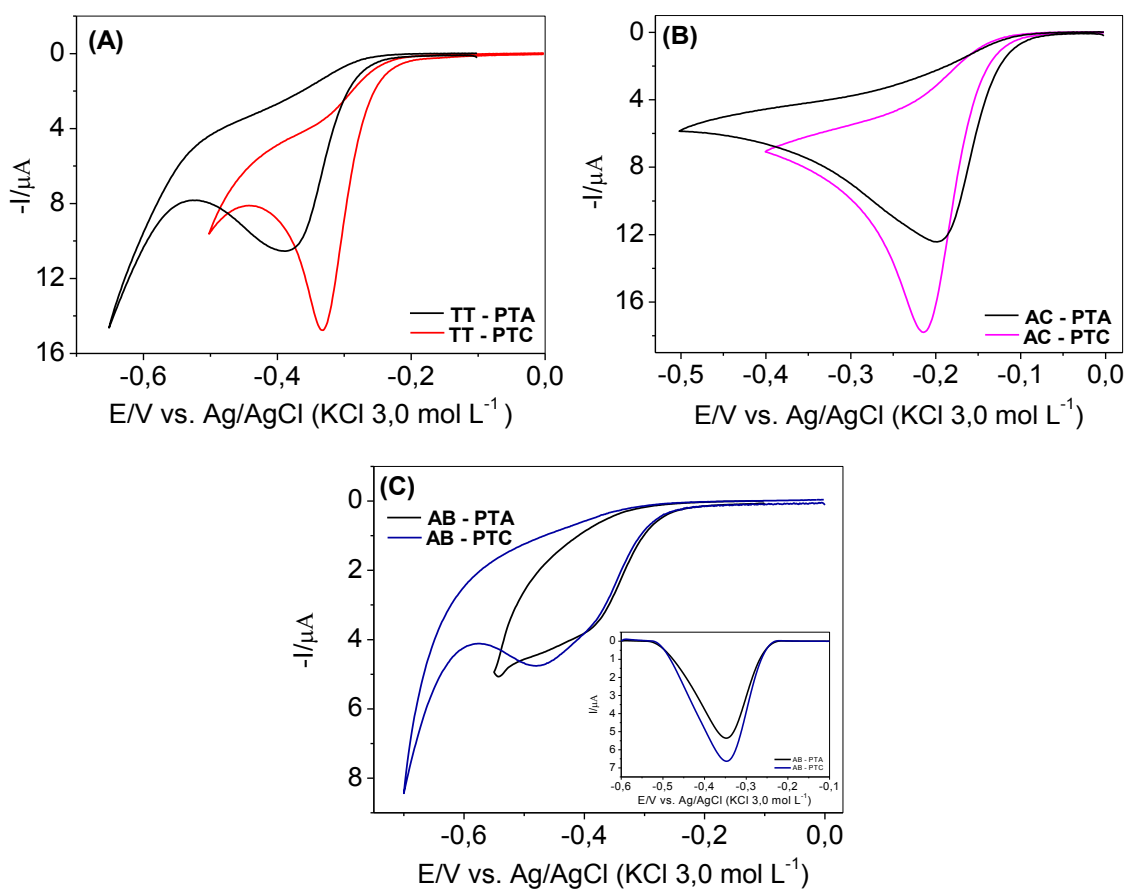 (A)
-I/µA
0
4
8
12
16
TT - PTA
TT - PTC
-0,6
-0,4
-0,2
0,0
E/V vs. Ag/AgCl (KCl 3,0 mol L⁻¹)
(B)
-I/µA
0
4
8
12
16
AC - PTA
AC - PTC
-0,5
-0,4
-0,3
-0,2
-0,1
0,0
E/V vs. Ag/AgCl (KCl 3,0 mol L⁻¹)
(C)
-I/µA
0
2
4
6
8
AB - PTA
AB - PTC
-0,6
-0,4
-0,2
0,0
E/V vs. Ag/AgCl (KCl 3,0 mol L⁻¹)
I/µA
0
1
2
3
4
5
6
7
AB - PTA
AB - PTC
-0,6
-0,5
-0,4
-0,3
-0,2
-0,1
E/V vs. Ag/AgCl (KCl 3,0 mol L⁻¹)